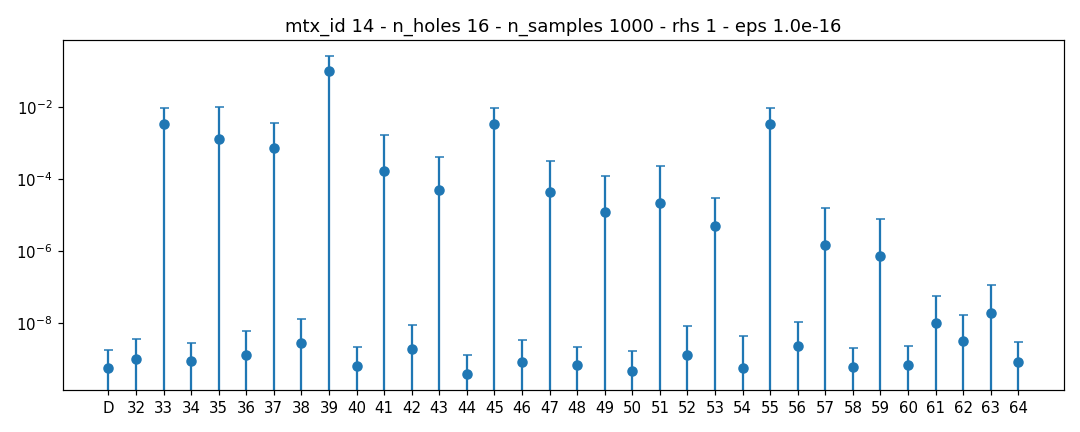 mtx_id 14 - n_holes 16 - n_samples 1000 - rhs 1 - eps 1.0e-16
10⁻²
10⁻⁴
10⁻⁶
10⁻⁸
D 32 33 34 35 36 37 38 39 40 41 42 43 44 45 46 47 48 49 50 51 52 53 54 55 56 57 58 59 60 61 62 63 64